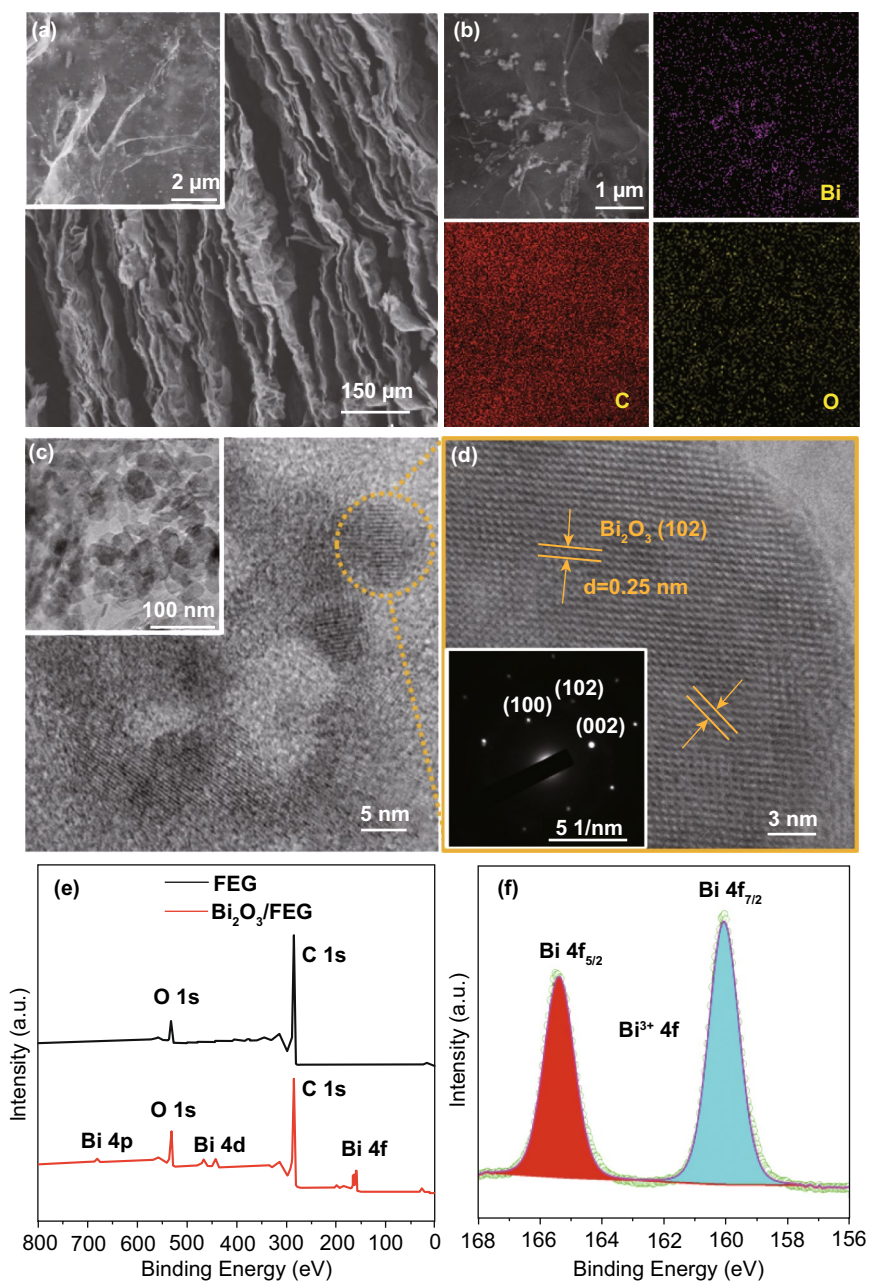 (a)
2 µm
150 µm
(b)
1 µm
Bi
C
O
(c)
100 nm
5 nm
(d)
Bi₂O₃ (102)
d=0.25 nm
(102)
(100)
(002)
5 1/nm
3 nm
(e)
FEG
Bi₂O₃/FEG
C 1s
O 1s
C 1s
O 1s
Bi 4p
Bi 4d
Bi 4f
Intensity (a.u.)
800 700 600 500 400 300 200 100 0
Binding Energy (eV)
(f)
Bi 4f₇/₂
Bi 4f₅/₂
Bi³⁺ 4f
Intensity (a.u.)
168 166 164 162 160 158 156
Binding Energy (eV)